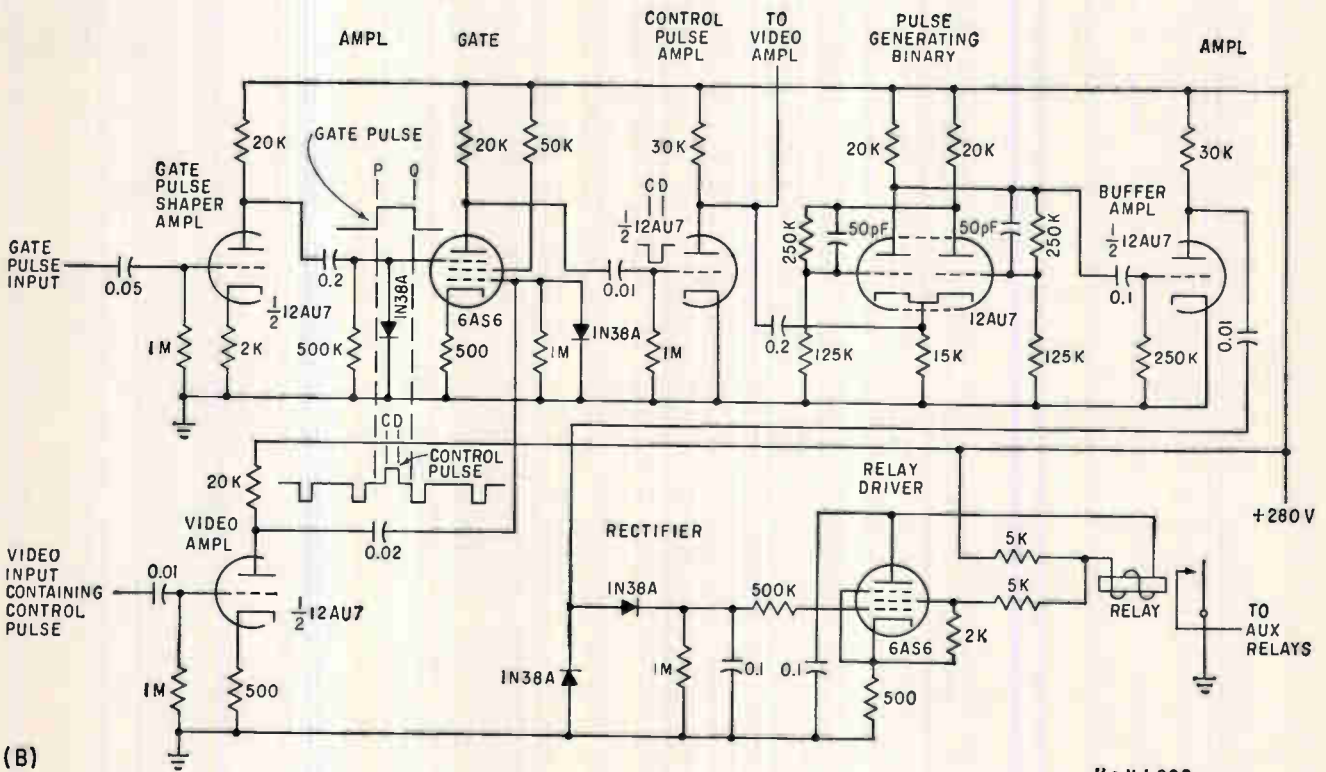 AMPL
GATE
CONTROL
PULSE
AMPL
TO
VIDEO
AMPL
PULSE
GENERATING
BINARY
AMPL
20K
GATE PULSE
P
Q
20K
50K
30K
20K
20K
30K
GATE
PULSE
SHAPER
AMPL
CD
1/2 12AU7
250K
50pF
50pF
250K
BUFFER
AMPL
1/2 12AU7
GATE
PULSE
INPUT
0.05
1/2 12AU7
0.2
1N38A
6AS6
0.01
12AU7
0.1
0.01
1M
2K
500K
500
1M
1N38A
1M
0.2
125K
15K
125K
250K
CD
CONTROL
PULSE
20K
VIDEO
AMPL
0.02
RELAY
DRIVER
+280V
RECTIFIER
5K
5K
RELAY
VIDEO
INPUT
CONTAINING
CONTROL
PULSE
0.01
1/2 12AU7
1N38A
500K
6AS6
2K
TO
AUX
RELAYS
1M
500
1N38A
1M
0.1
0.1
500
(B)